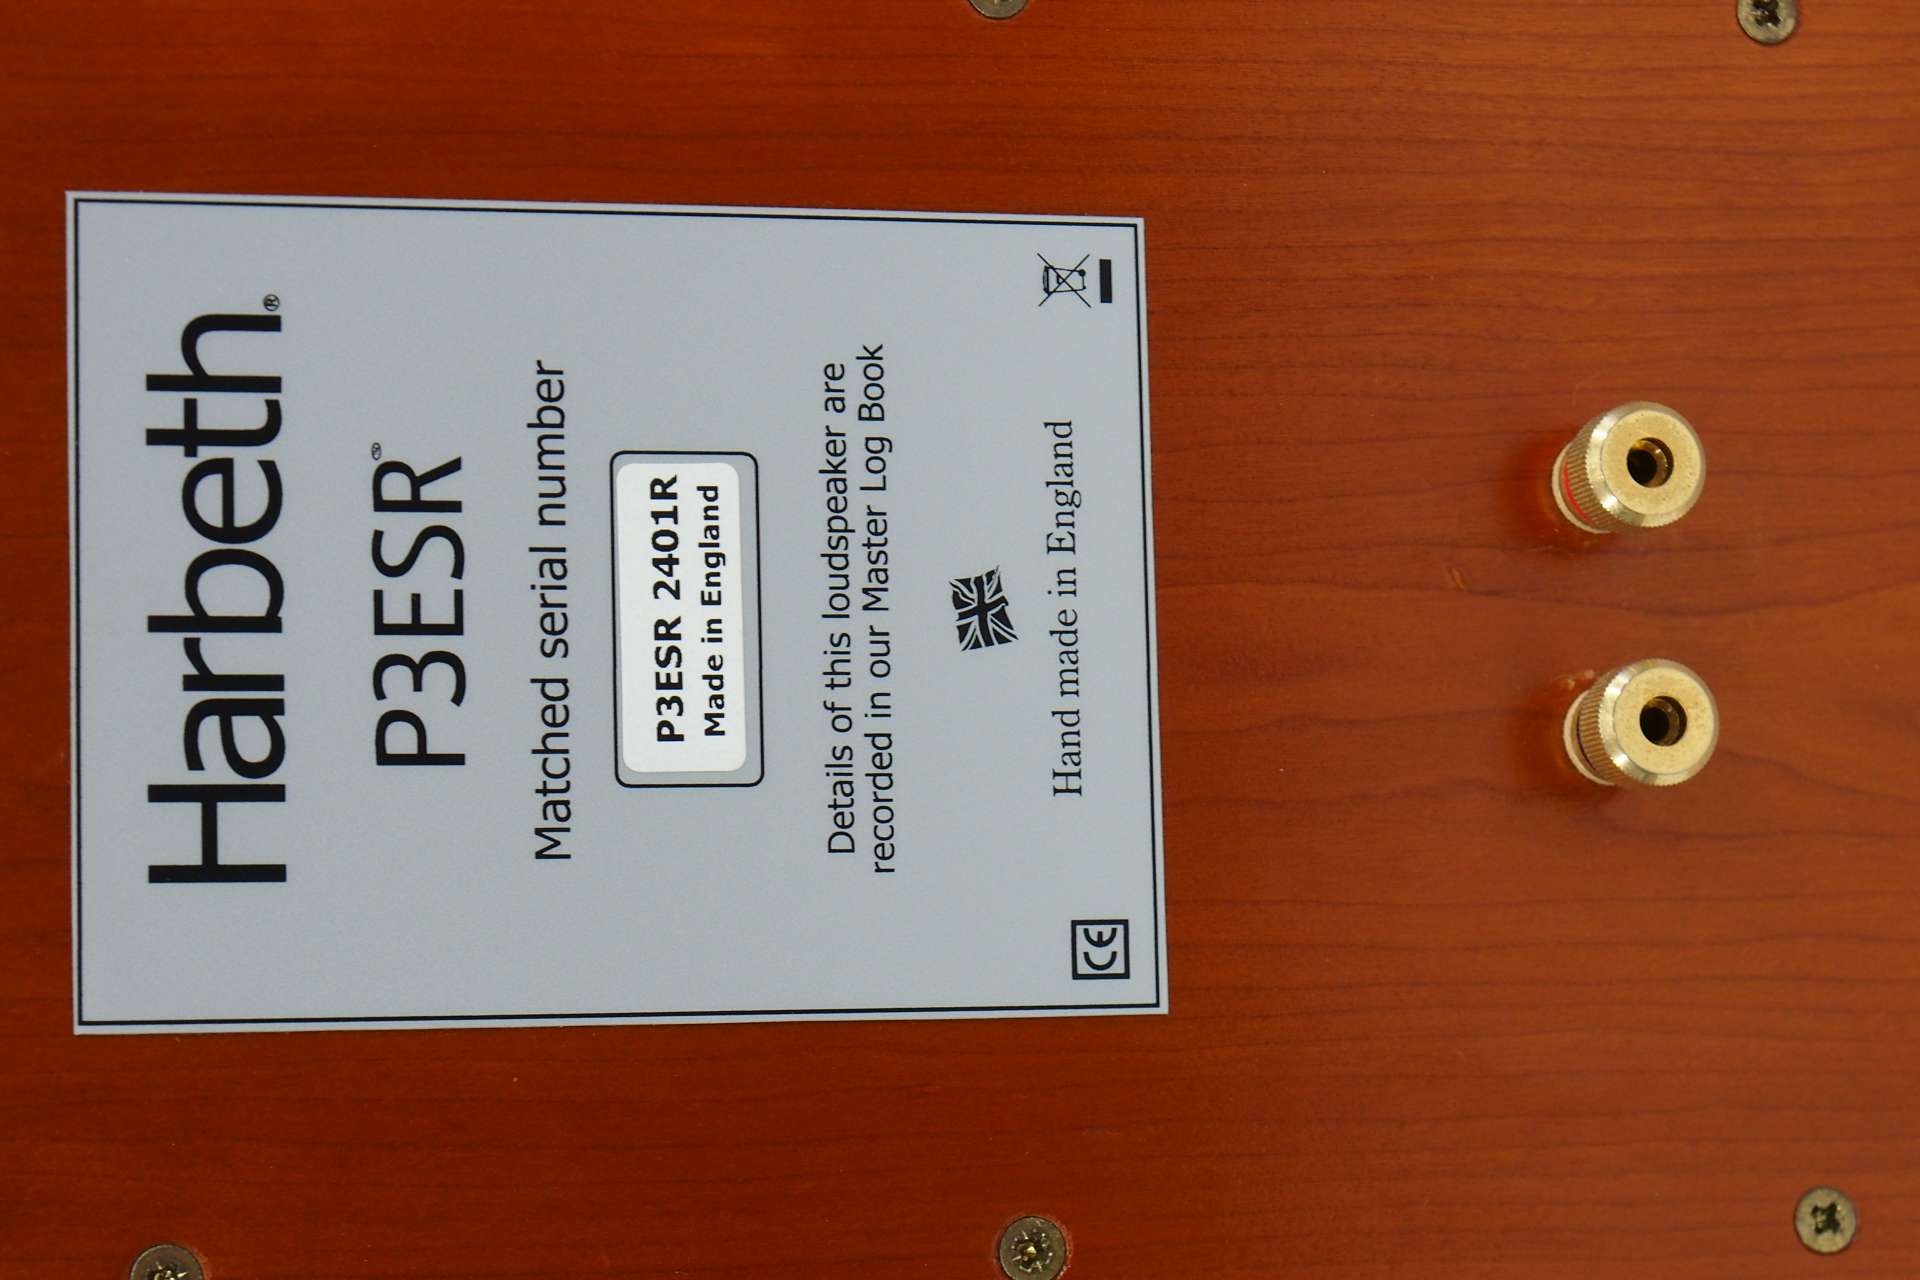 Harbeth®
P3ESR
Matched serial number
P3ESR 2401R
Made in England
Details of this loudspeaker are
recorded in our Master Log Book
Hand made in England
CE